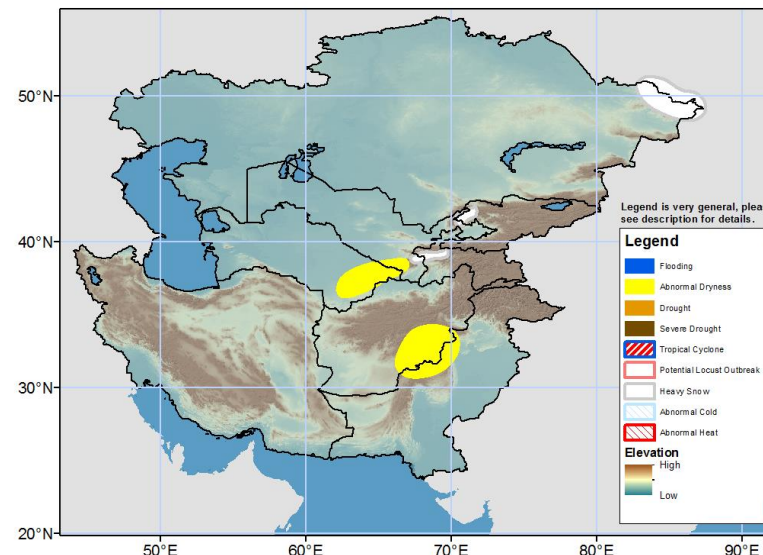 50°N
40°N
30°N
20°N
50°E
60°E
70°E
80°E
90°E
Legend is very general, plea
see description for details.
Legend
Flooding
Abnormal Dryness
Drought
Severe Drought
Tropical Cyclone
Potential Locust Outbreak
Heavy Snow
Abnormal Cold
Abnormal Heat
Elevation
High
Low